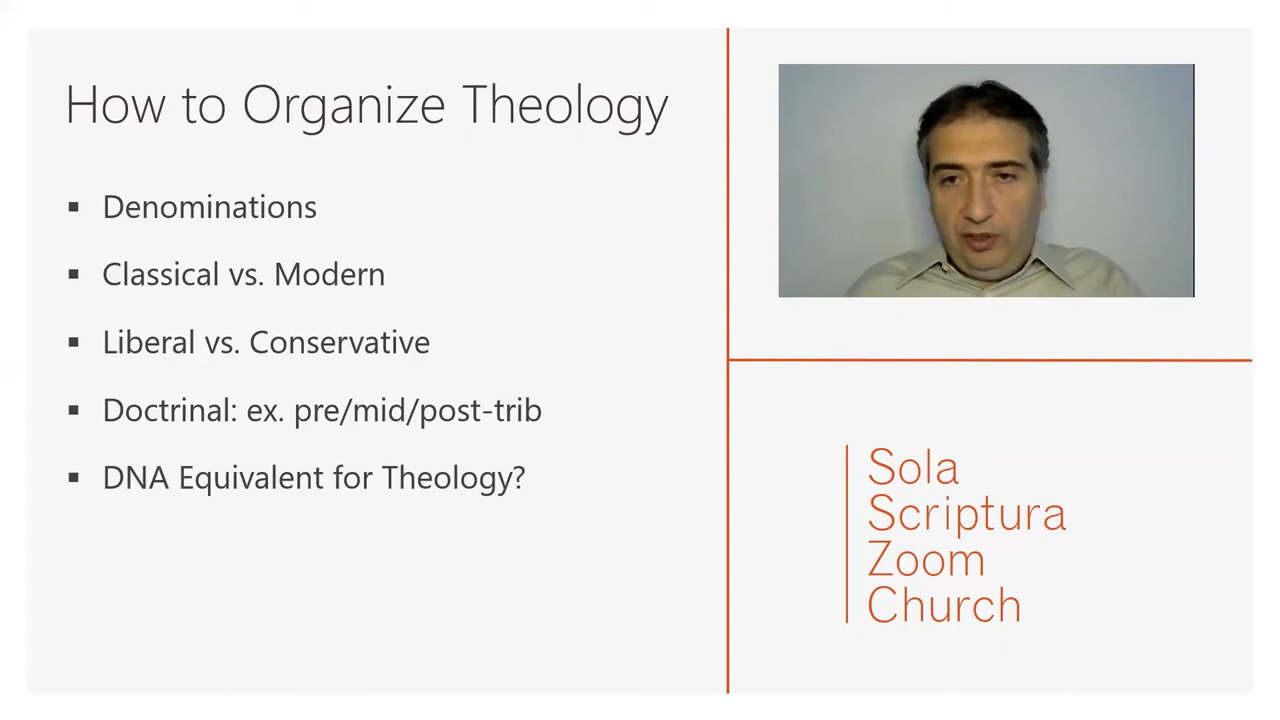 How to Organize Theology
Denominations
Classical vs. Modern
Liberal vs. Conservative
Doctrinal: ex. pre/mid/post-trib
DNA Equivalent for Theology?
Sola
Scriptura
Zoom
Church